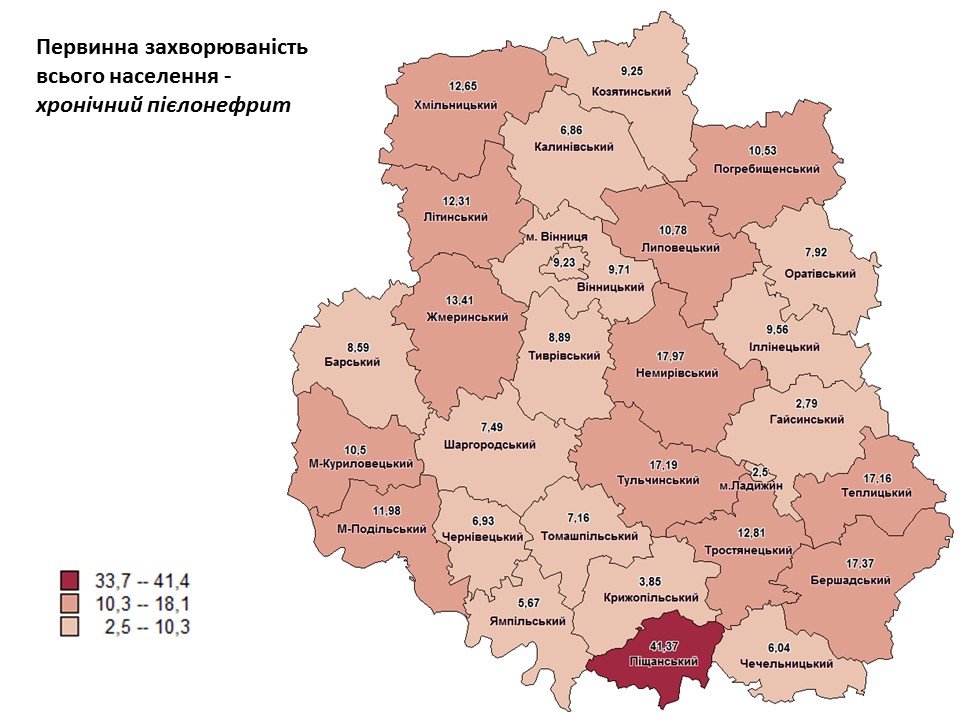 Первинна захворюваність
всього населення -
хронічний пієлонефрит
9,25
Козятинський
12,65
Хмільницький
6,86
Калинівський
10,53
Погребищенський
12,31
Літинський
м. Вінниця
9,23
9,71
Вінницький
10,78
Липовецький
7,92
Оратівський
13,41
Жмеринський
8,59
Барський
8,89
Тиврівський
17,97
Немирівський
9,56
Іллінецький
2,79
Гайсинський
7,49
Шаргородський
10,5
М-Куриловецький
17,19
Тульчинський
2,5
м.Ладижин
17,16
Теплицький
11,98
М-Подільський
6,93
Чернівецький
7,16
Томашпільський
12,81
Тростянецький
17,37
Бершадський
3,85
Крижопільський
5,67
Ямпільський
41,37
Піщанський
6,04
Чечельницький
33,7 -- 41,4
10,3 -- 18,1
2,5 -- 10,3